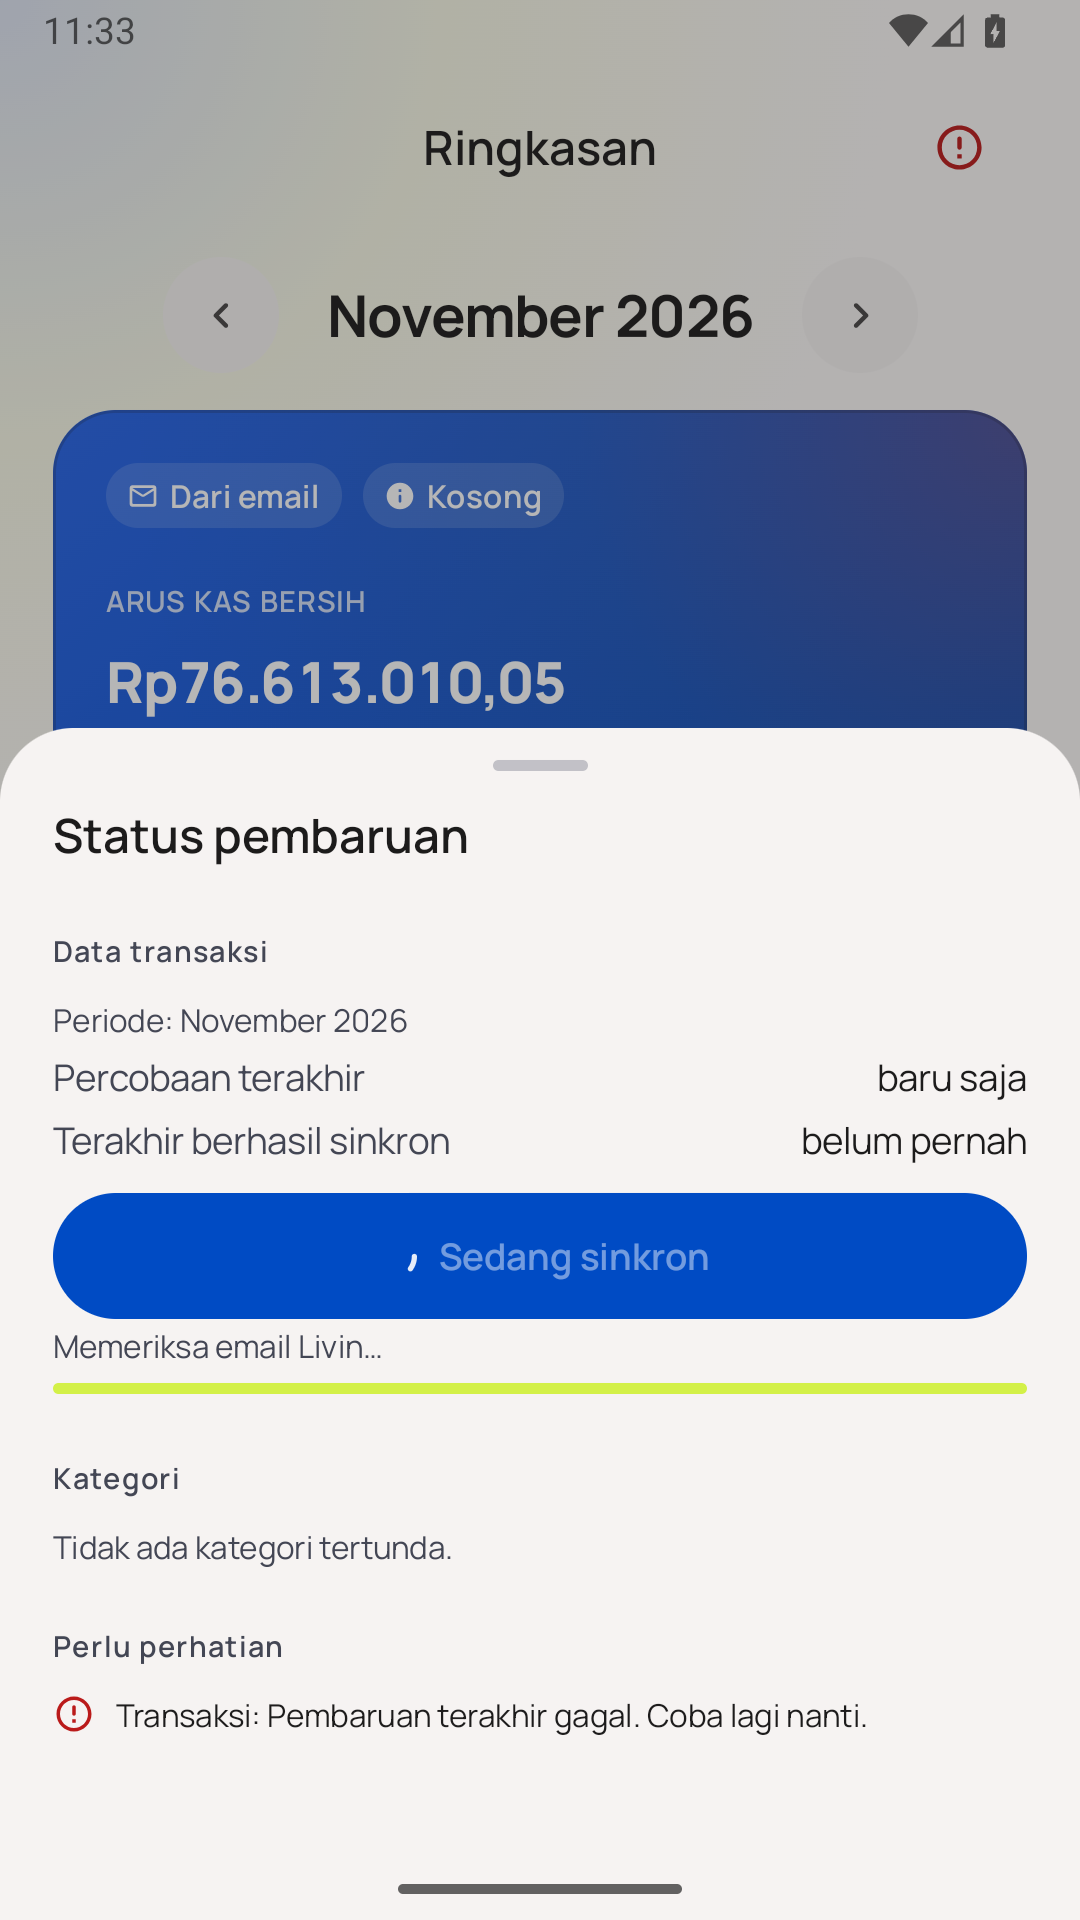 11:33
Ringkasan
November 2026
Dari email
Kosong
ARUS KAS BERSIH
Rp76.613.010,05
Status pembaruan
Data transaksi
Periode: November 2026
Percobaan terakhir baru saja
Terakhir berhasil sinkron belum pernah
Sedang sinkron
Memeriksa email Livin…
Kategori
Tidak ada kategori tertunda.
Perlu perhatian
Transaksi: Pembaruan terakhir gagal. Coba lagi nanti.